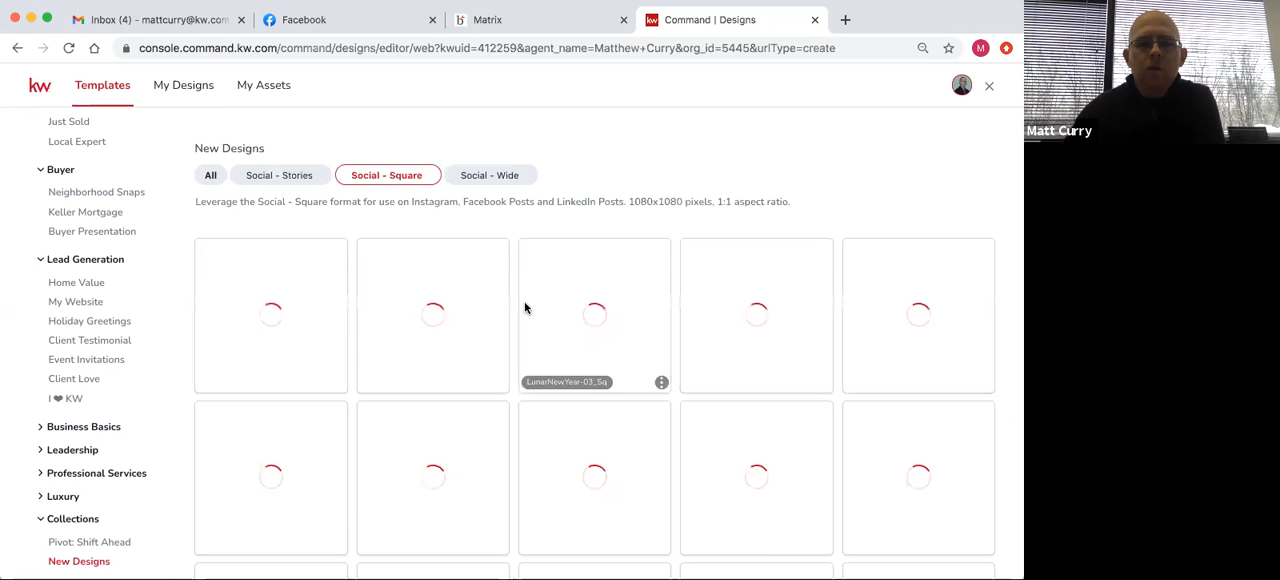 Inbox (4) - mattcurry@kw.com
Facebook
Matrix
kw
Command | Designs
console.command.kw.com/command/designs/editor/web?kwuid=412259&agent_name=Matthew+Curry&org_id=5445&urlType=create
M
kw
Templates
My Designs
My Assets
Just Sold
Local Expert
Buyer
Neighborhood Snaps
Keller Mortgage
Buyer Presentation
Lead Generation
Home Value
My Website
Holiday Greetings
Client Testimonial
Event Invitations
Client Love
I ❤ KW
Business Basics
Leadership
Professional Services
Luxury
Collections
Pivot: Shift Ahead
New Designs
New Designs
All
Social - Stories
Social - Square
Social - Wide
Leverage the Social - Square format for use on Instagram, Facebook Posts and LinkedIn Posts. 1080x1080 pixels, 1:1 aspect ratio.
LunarNewYear-03_Sq
Matt Curry